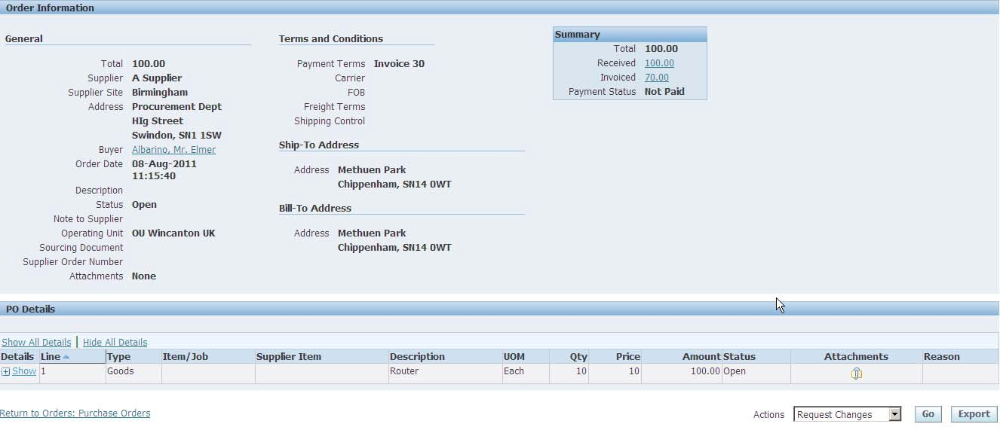 Order Information
General
Total 100.00
Supplier A Supplier
Supplier Site Birmingham
Address Procurement Dept
HIg Street
Swindon, SN1 1SW
Buyer Albarino, Mr. Elmer
Order Date 08-Aug-2011
11:15:40
Description
Status Open
Note to Supplier
Operating Unit OU Wincanton UK
Sourcing Document
Supplier Order Number
Attachments None
Terms and Conditions
Payment Terms Invoice 30
Carrier
FOB
Freight Terms
Shipping Control
Ship-To Address
Address Methuen Park
Chippenham, SN14 0WT
Bill-To Address
Address Methuen Park
Chippenham, SN14 0WT
Summary
Total 100.00
Received 100.00
Invoiced 70.00
Payment Status Not Paid
PO Details
Show All Details | Hide All Details
Details Line Type Item/Job Supplier Item Description UOM Qty Price Amount Status Attachments Reason
Show 1 Goods Router Each 10 10 100.00 Open
Return to Orders: Purchase Orders
Actions Request Changes Go Export